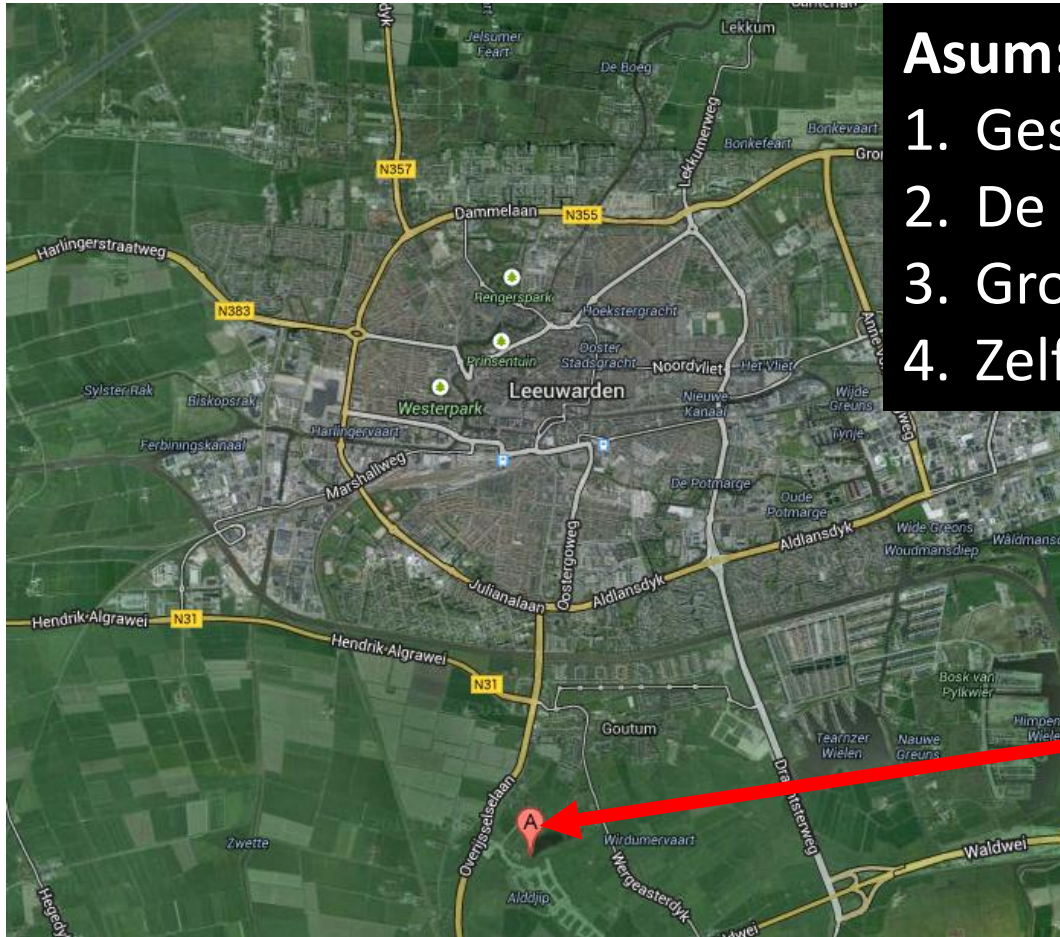 Asum:
1. Ges
2. De
3. Gro
4. Zelf
Lekkum
Jelsumer
Feart
De Boeg
Lekkumerweg
Bonkefeart
Bonkevaart
N357
Dammelaan
N355
Harlingerstraatweg
N383
Rengerspark
Hoekstergracht
Prinsentuin
Ooster
Stadsgracht
Noordvliet
Het Vliet
Westerpark
Leeuwarden
Nieuwe
Kanaal
Wijde
Greuns
Tynje
Sylster Rak
Biskopsrak
Harlingervaart
Ferbiningskanaal
Marshallweg
De Potmarge
Oude
Potmarge
Wide Greons
Woudmansdiep
Aldlansdyk
Julianalaan
Oostergoweg
Aldlansdyk
Hendrik Algrawei
N31
Hendrik Algrawei
N31
Goutum
Bosk van
Pylkwier
Tearnzer
Wielen
Nauwe
Greuns
Himpen
Wiele
Drachtsterweg
Overijsselselaan
A
Wirdumervaart
Wergeasterdyk
Zwette
Alddjip
Waldwei
Hegedy